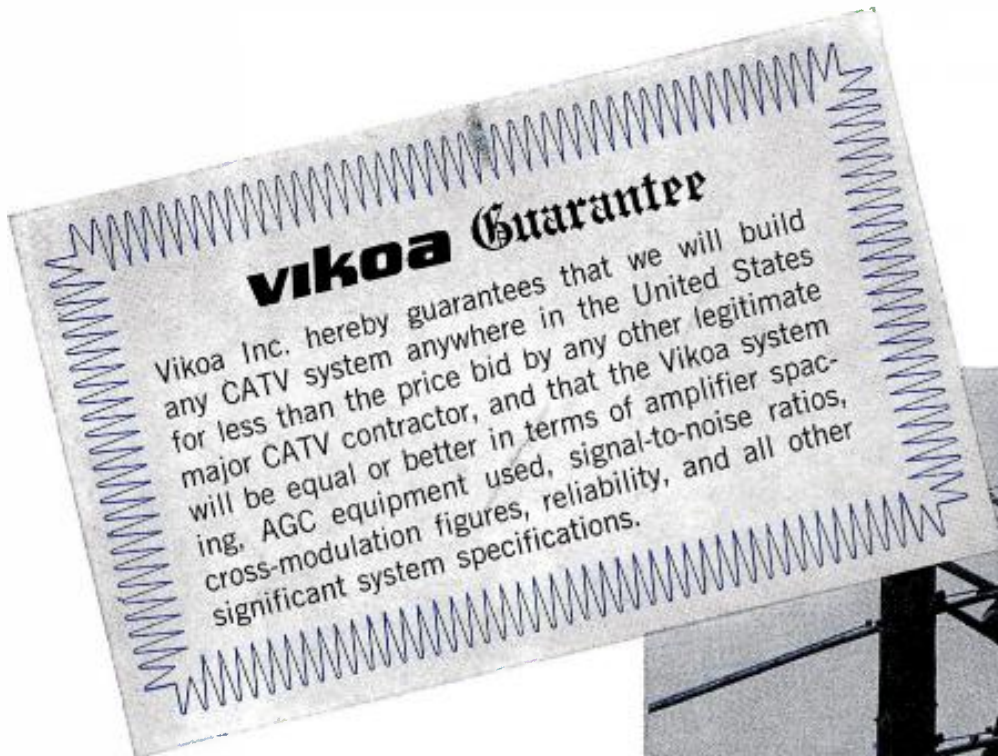 vikoa Guarantee
Vikoa Inc. hereby guarantees that we will build
any CATV system anywhere in the United States
for less than the price bid by any other legitimate
major CATV contractor, and that the Vikoa system
will be equal or better in terms of amplifier spac-
ing, AGC equipment used, signal-to-noise ratios,
cross-modulation figures, reliability, and all other
significant system specifications.